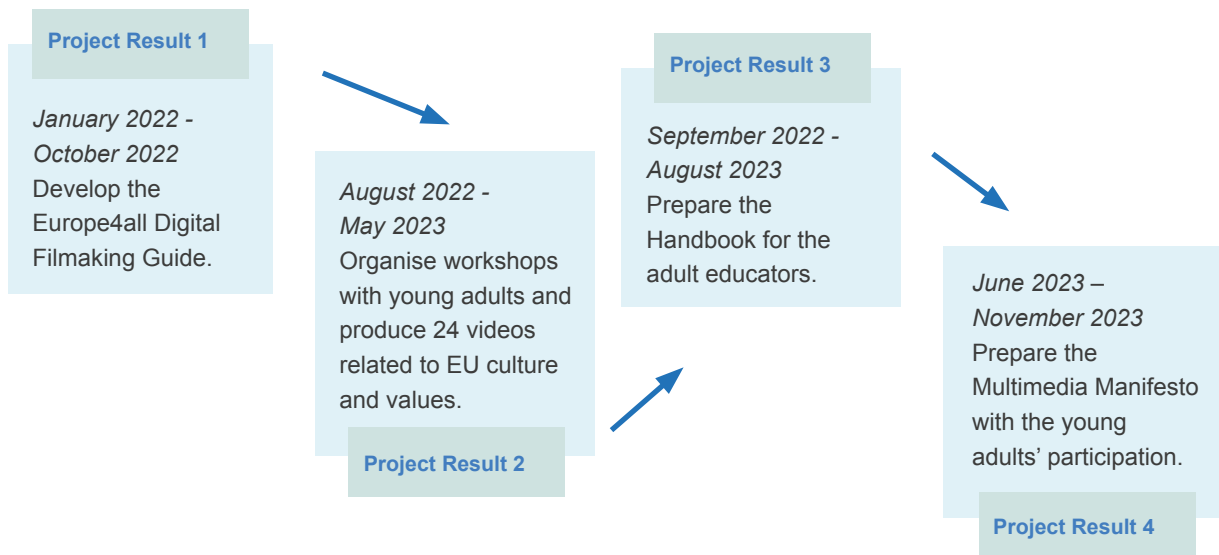 Project Result 1
January 2022 -
October 2022
Develop the
Europe4all Digital
Filmaking Guide.
August 2022 -
May 2023
Organise workshops
with young adults and
produce 24 videos
related to EU culture
and values.
Project Result 2
Project Result 3
September 2022 -
August 2023
Prepare the
Handbook for the
adult educators.
June 2023 –
November 2023
Prepare the
Multimedia Manifesto
with the young
adults’ participation.
Project Result 4